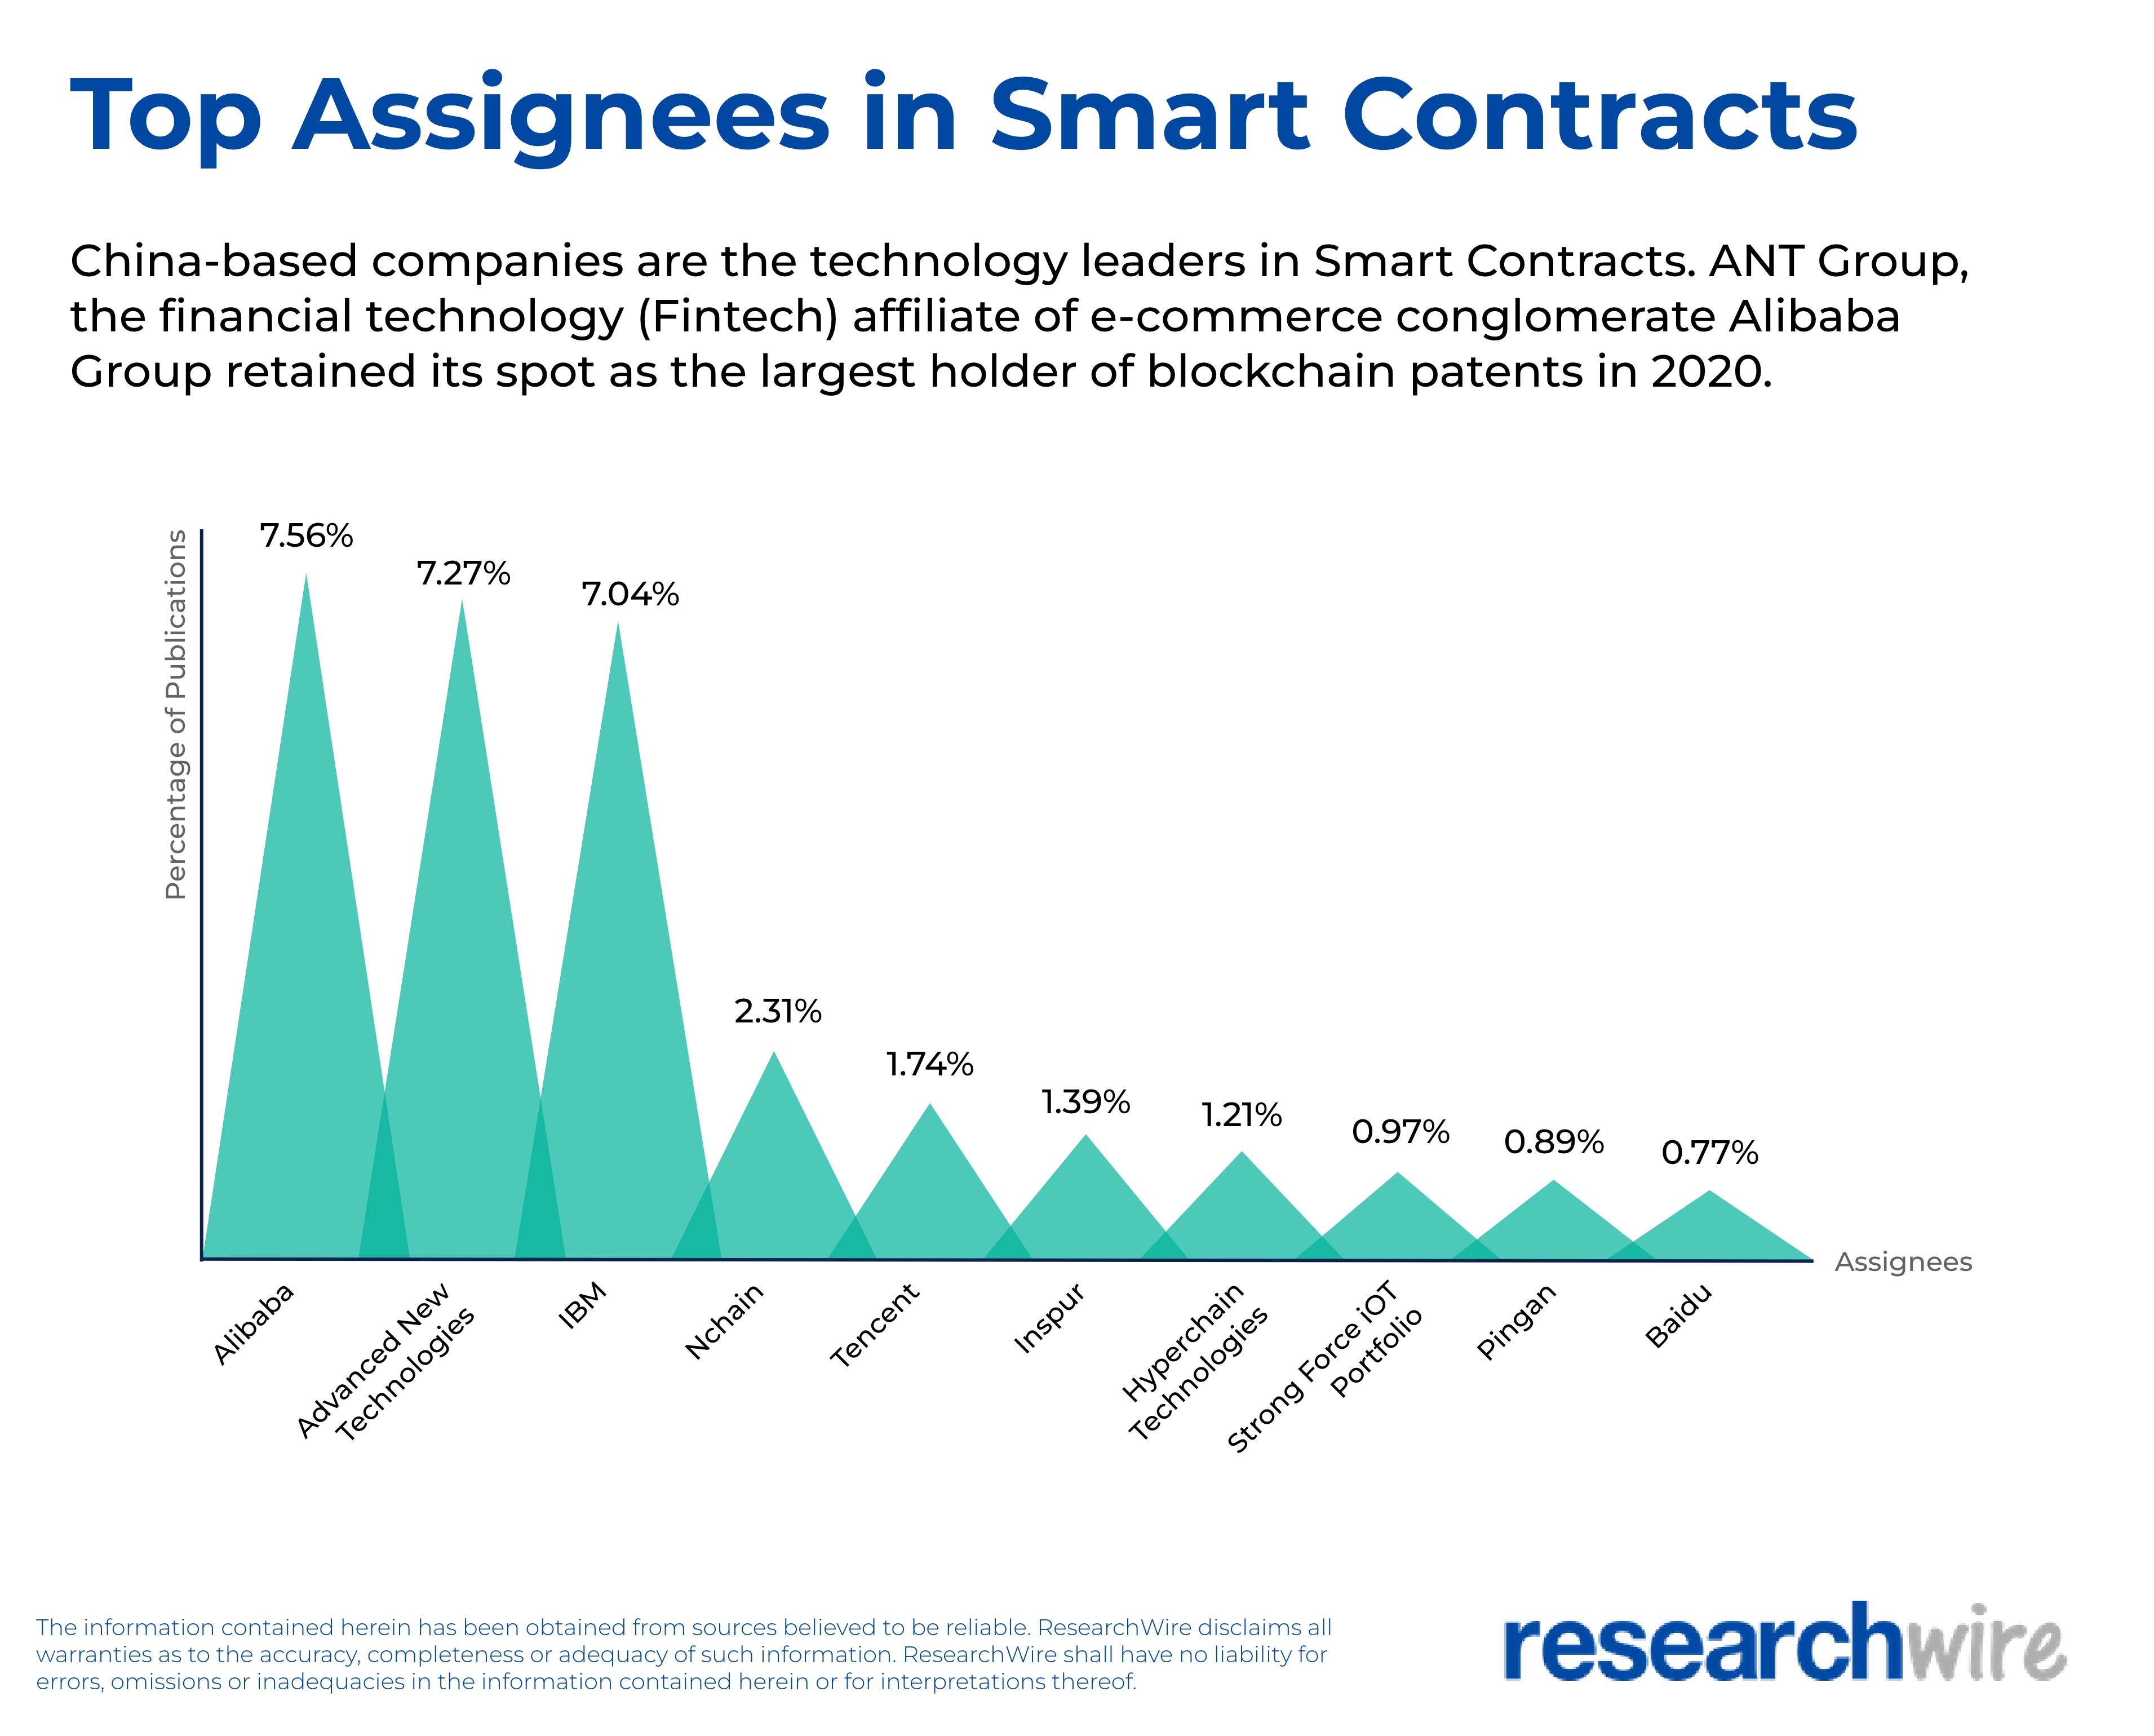 Top Assignees in Smart Contracts
China-based companies are the technology leaders in Smart Contracts. ANT Group,
the financial technology (Fintech) affiliate of e-commerce conglomerate Alibaba
Group retained its spot as the largest holder of blockchain patents in 2020.
Percentage of Publications
7.56%
7.27%
7.04%
2.31%
1.74%
1.39%
1.21%
0.97%
0.89%
0.77%
Assignees
Alibaba
Advanced New
Technologies
IBM
Nchain
Tencent
Inspur
Hyperchain
Technologies
Strong Force iOT
Portfolio
Pingan
Baidu
The information contained herein has been obtained from sources believed to be reliable. ResearchWire disclaims all
warranties as to the accuracy, completeness or adequacy of such information. ResearchWire shall have no liability for
errors, omissions or inadequacies in the information contained herein or for interpretations thereof.
researchwire